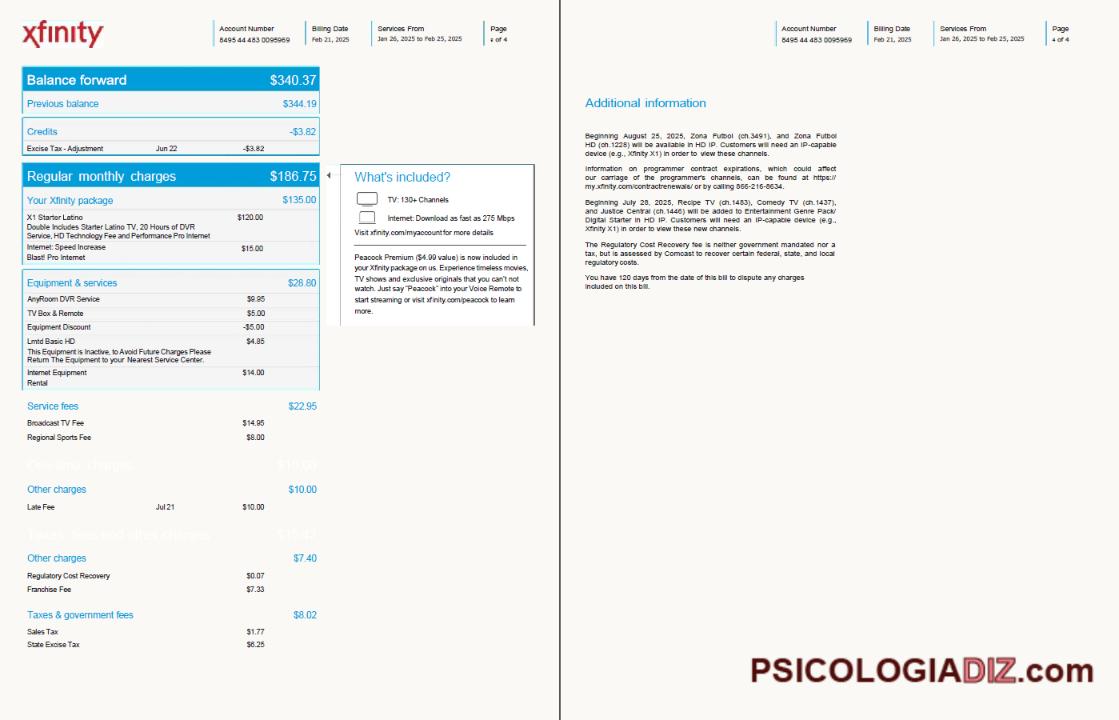 xfinity
Account Number Billing Date Services From Page
8495 44 483 0095969 Feb 21, 2025 Jan 26, 2025 to Feb 25, 2025 of 4
Balance forward $340.37
Previous balance $344.19
Credits -$3.82
Excise Tax - Adjustment Jun 22 -$3.82
Regular monthly charges $186.75
Your Xfinity package $135.00
X1 Starter Latino $120.00
Double Includes Starter Latino TV, 20 Hours of DVR
Service, HD Technology Fee and Performance Pro Internet
Internet: Speed Increase $15.00
Blast! Pro Internet
Equipment & services $28.80
AnyRoom DVR Service $9.95
TV Box & Remote $5.00
Equipment Discount -$5.00
Lmtd Basic HD $4.85
This Equipment is Inactive, to Avoid Future Charges Please
Return The Equipment to your Nearest Service Center.
Internet Equipment $14.00
Rental
Service fees $22.95
Broadcast TV Fee $14.95
Regional Sports Fee $8.00
One-time charges $10.00
Other charges $10.00
Late Fee Jul 21 $10.00
Taxes, fees and other charges $15.42
Other charges $7.40
Regulatory Cost Recovery $0.07
Franchise Fee $7.33
Taxes & government fees $8.02
Sales Tax $1.77
State Excise Tax $6.25
What's included?
TV: 130+ Channels
Internet: Download as fast as 275 Mbps
Visit xfinity.com/myaccount for more details
Peacock Premium ($4.99 value) is now included in
your Xfinity package on us. Experience timeless movies,
TV shows and exclusive originals that you can't not
watch. Just say "Peacock" into your Voice Remote to
start streaming or visit xfinity.com/peacock to learn
more.
Account Number Billing Date Services From Page
8495 44 483 0095969 Feb 21, 2025 Jan 26, 2025 to Feb 25, 2025 4 of 4
Additional information
Beginning August 25, 2025, Zona Futbol (ch.3491), and Zona Futbol
HD (ch.1228) will be available in HD IP. Customers will need an IP-capable
device (e.g., Xfinity X1) in order to view these channels.
Information on programmer contract expirations, which could affect
our carriage of the programmer's channels, can be found at https://
my.xfinity.com/contractrenewals/ or by calling 866-216-8634.
Beginning July 28, 2025, Recipe TV (ch.1483), Comedy TV (ch.1437),
and Justice Central (ch.1446) will be added to Entertainment Genre Pack/
Digital Starter in HD IP. Customers will need an IP-capable device (e.g.,
Xfinity X1) in order to view these new channels.
The Regulatory Cost Recovery fee is neither government mandated nor a
tax, but is assessed by Comcast to recover certain federal, state, and local
regulatory costs.
You have 120 days from the date of this bill to dispute any charges
included on this bill.
PSICOLOGIADIZ.com